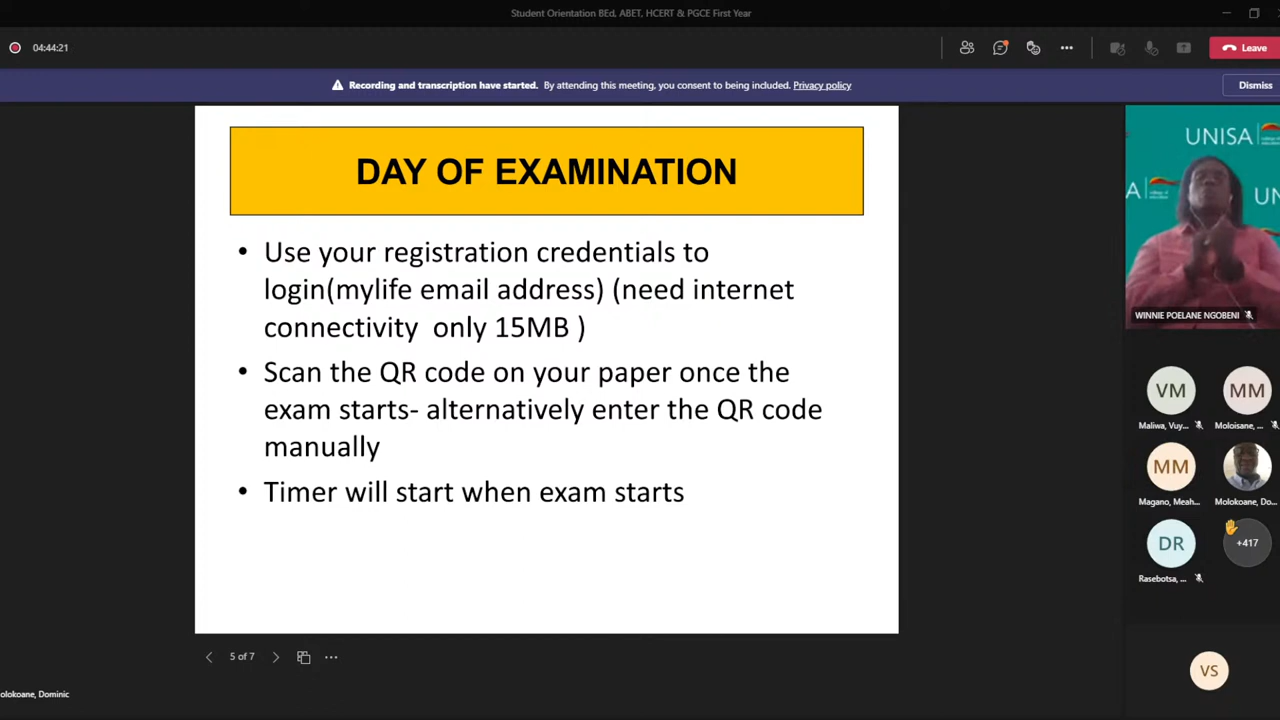 Student Orientation BEd, ABET, HCERT & PGCE First Year
04:44:21
Leave
Recording and transcription have started. By attending this meeting, you consent to being included. Privacy policy
Dismiss
DAY OF EXAMINATION
• Use your registration credentials to
login(mylife email address) (need internet
connectivity only 15MB )
• Scan the QR code on your paper once the
exam starts- alternatively enter the QR code
manually
• Timer will start when exam starts
5 of 7
olokoane, Dominic
UNISA
A
UN
WINNIE POELANE NGOBENI
VM
MM
Maliwa, Vuy...
Moloisane, ...
MM
Magano, Meah...
Molokoane, Do...
DR
+417
Rasebotsa, ...
VS